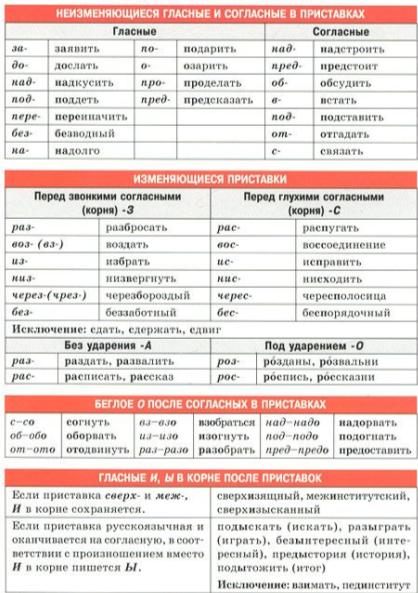 НЕИЗМЕНЯЮЩИЕСЯ ГЛАСНЫЕ И СОГЛАСНЫЕ В ПРИСТАВКАХ
Гласные Согласные
за- заявить по- подарить над- надстроить
до- дослать о- озарить пред- предстоит
над- надкусить про- проделать об- обсудить
под- поддеть пред- предсказать в- встать
пере- переиначить под- подставить
без- безводный от- отгадать
на- надолго с- связать
ИЗМЕНЯЮЩИЕСЯ ПРИСТАВКИ
Перед звонкими согласными Перед глухими согласными
(корня) -З (корня) -С
раз- разбросать рас- распугать
воз- (вз-) воздать вос- воссоединение
из- избрать ис- исправить
низ- низвергнуть нис- нисходить
через-(чрез-) черезбороздый черес- чересполосица
без- беззаботный бес- беспорядочный
Исключение: сдать, сдержать, сдвиг
Без ударения -А Под ударением -О
раз- раздать, развалить роз- ро́зданы, ро́звальни
рас- расписать, рассказ рос- ро́спись, ро́ссказни
БЕГЛОЕ О ПОСЛЕ СОГЛАСНЫХ В ПРИСТАВКАХ
с–со согнуть вз–взо взобраться над–надо надорвать
об–обо оборвать из–изо изогнуть под–подо подогнать
от–ото отодвинуть раз–разо разобрать пред–предо предоставить
ГЛАСНЫЕ И, Ы В КОРНЕ ПОСЛЕ ПРИСТАВОК
Если приставка сверх- и меж-, сверхизящный, межинститутский,
И в корне сохраняется. сверхизысканный
Если приставка русскоязычная и подыскать (искать), разыграть
оканчивается на согласную, в соот- (играть), безынтересный (инте-
ветствии с произношением вместо ресный), предыстория (история),
И в корне пишется Ы. подытожить (итог)
Исключение: взимать, пединститут